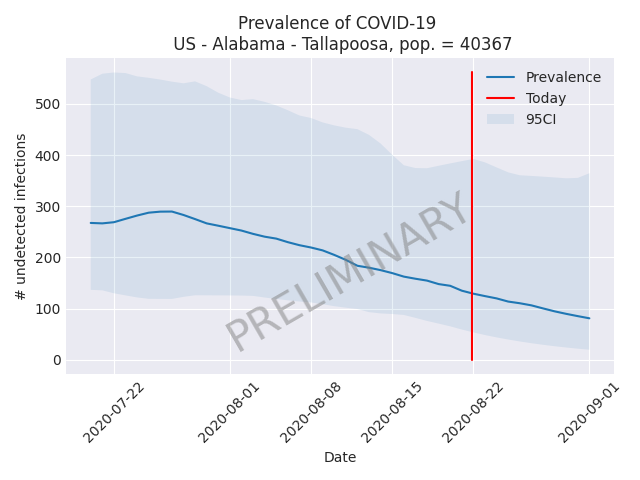 Prevalence of COVID-19
US - Alabama - Tallapoosa, pop. = 40367
Prevalence
Today
95CI
500
400
300
200
100
0
# undetected infections
PRELIMINARY
2020-07-22
2020-08-01
2020-08-08
2020-08-15
2020-08-22
2020-09-01
Date